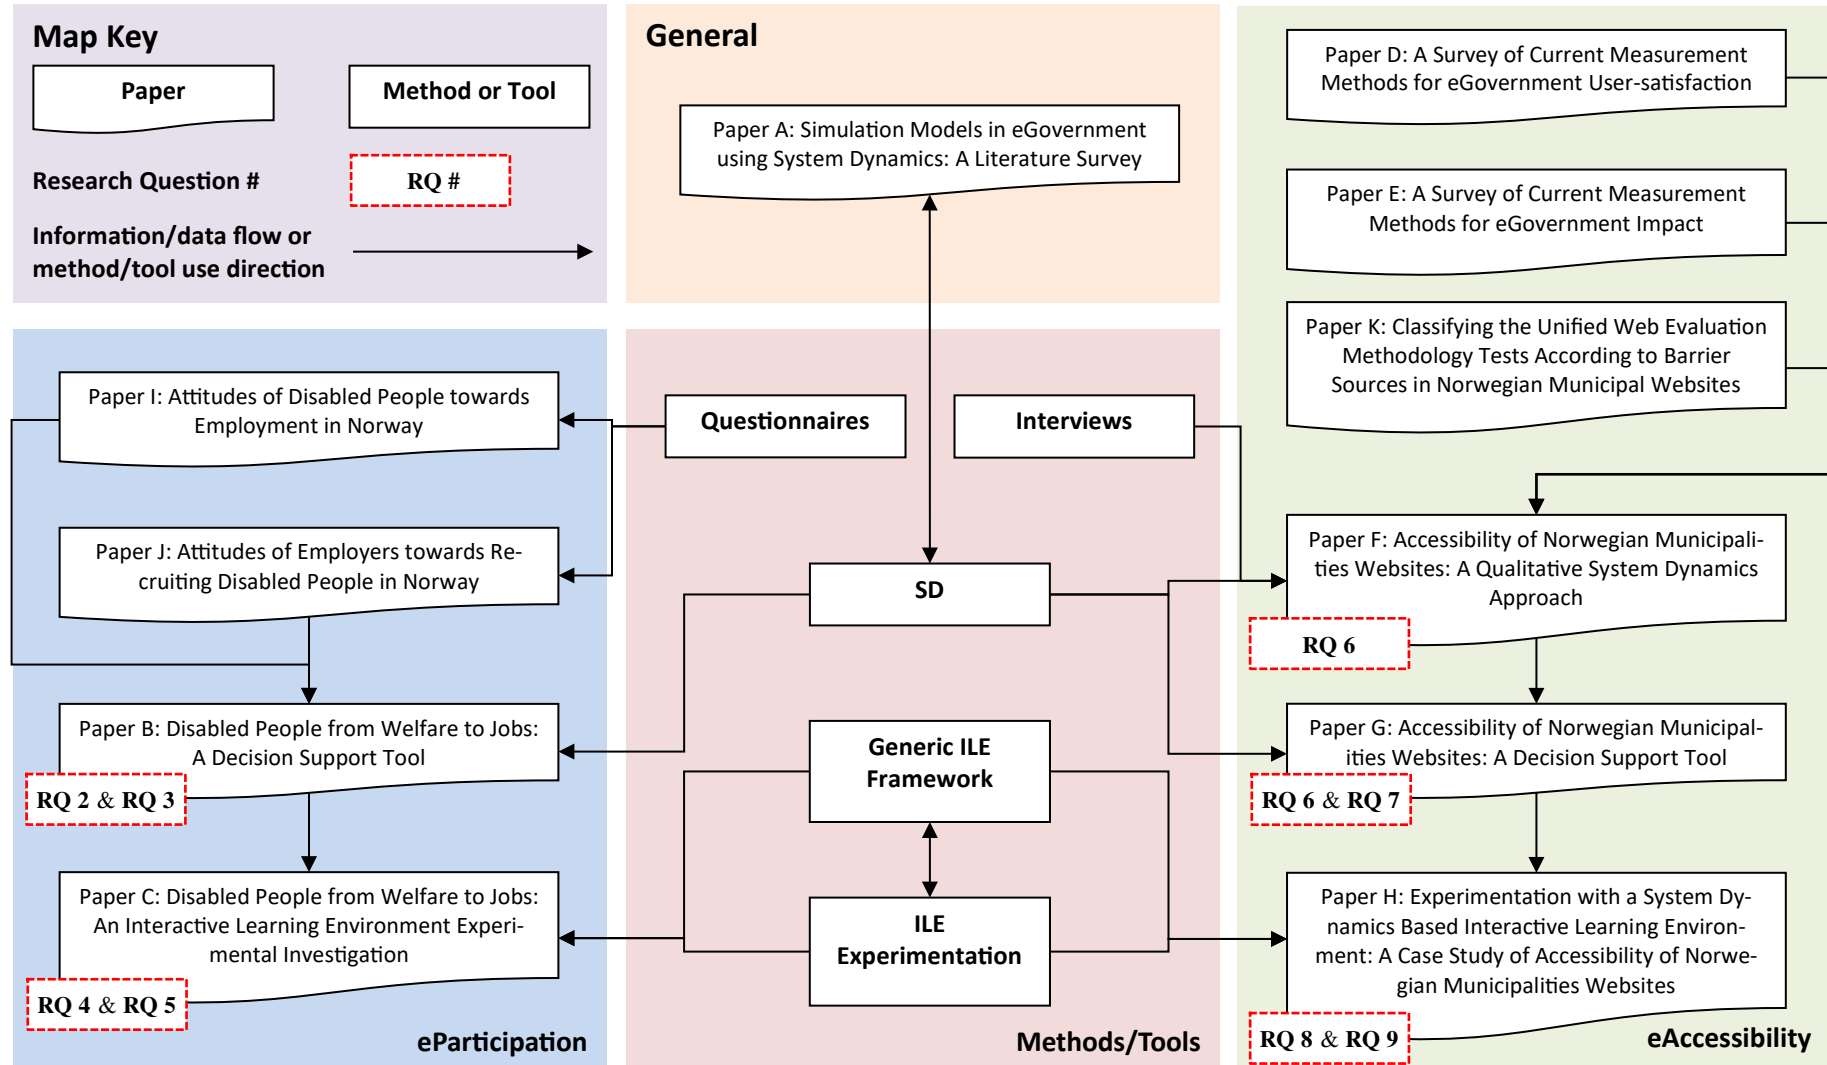 Map Key
Paper
Method or Tool
Research Question #
RQ #
Information/data flow or
method/tool use direction
General
Paper A: Simulation Models in eGovernment
using System Dynamics: A Literature Survey
Paper D: A Survey of Current Measurement
Methods for eGovernment User-satisfaction
Paper E: A Survey of Current Measurement
Methods for eGovernment Impact
Paper K: Classifying the Unified Web Evaluation
Methodology Tests According to Barrier
Sources in Norwegian Municipal Websites
Paper I: Attitudes of Disabled People towards
Employment in Norway
Paper J: Attitudes of Employers towards Re-
cruiting Disabled People in Norway
Paper B: Disabled People from Welfare to Jobs:
A Decision Support Tool
RQ 2 & RQ 3
Paper C: Disabled People from Welfare to Jobs:
An Interactive Learning Environment Experi-
mental Investigation
RQ 4 & RQ 5
eParticipation
Questionnaires
Interviews
SD
Generic ILE
Framework
ILE
Experimentation
Methods/Tools
Paper F: Accessibility of Norwegian Municipali-
ties Websites: A Qualitative System Dynamics
Approach
RQ 6
Paper G: Accessibility of Norwegian Municipal-
ities Websites: A Decision Support Tool
RQ 6 & RQ 7
Paper H: Experimentation with a System Dy-
namics Based Interactive Learning Environ-
ment: A Case Study of Accessibility of Norwe-
gian Municipalities Websites
RQ 8 & RQ 9
eAccessibility